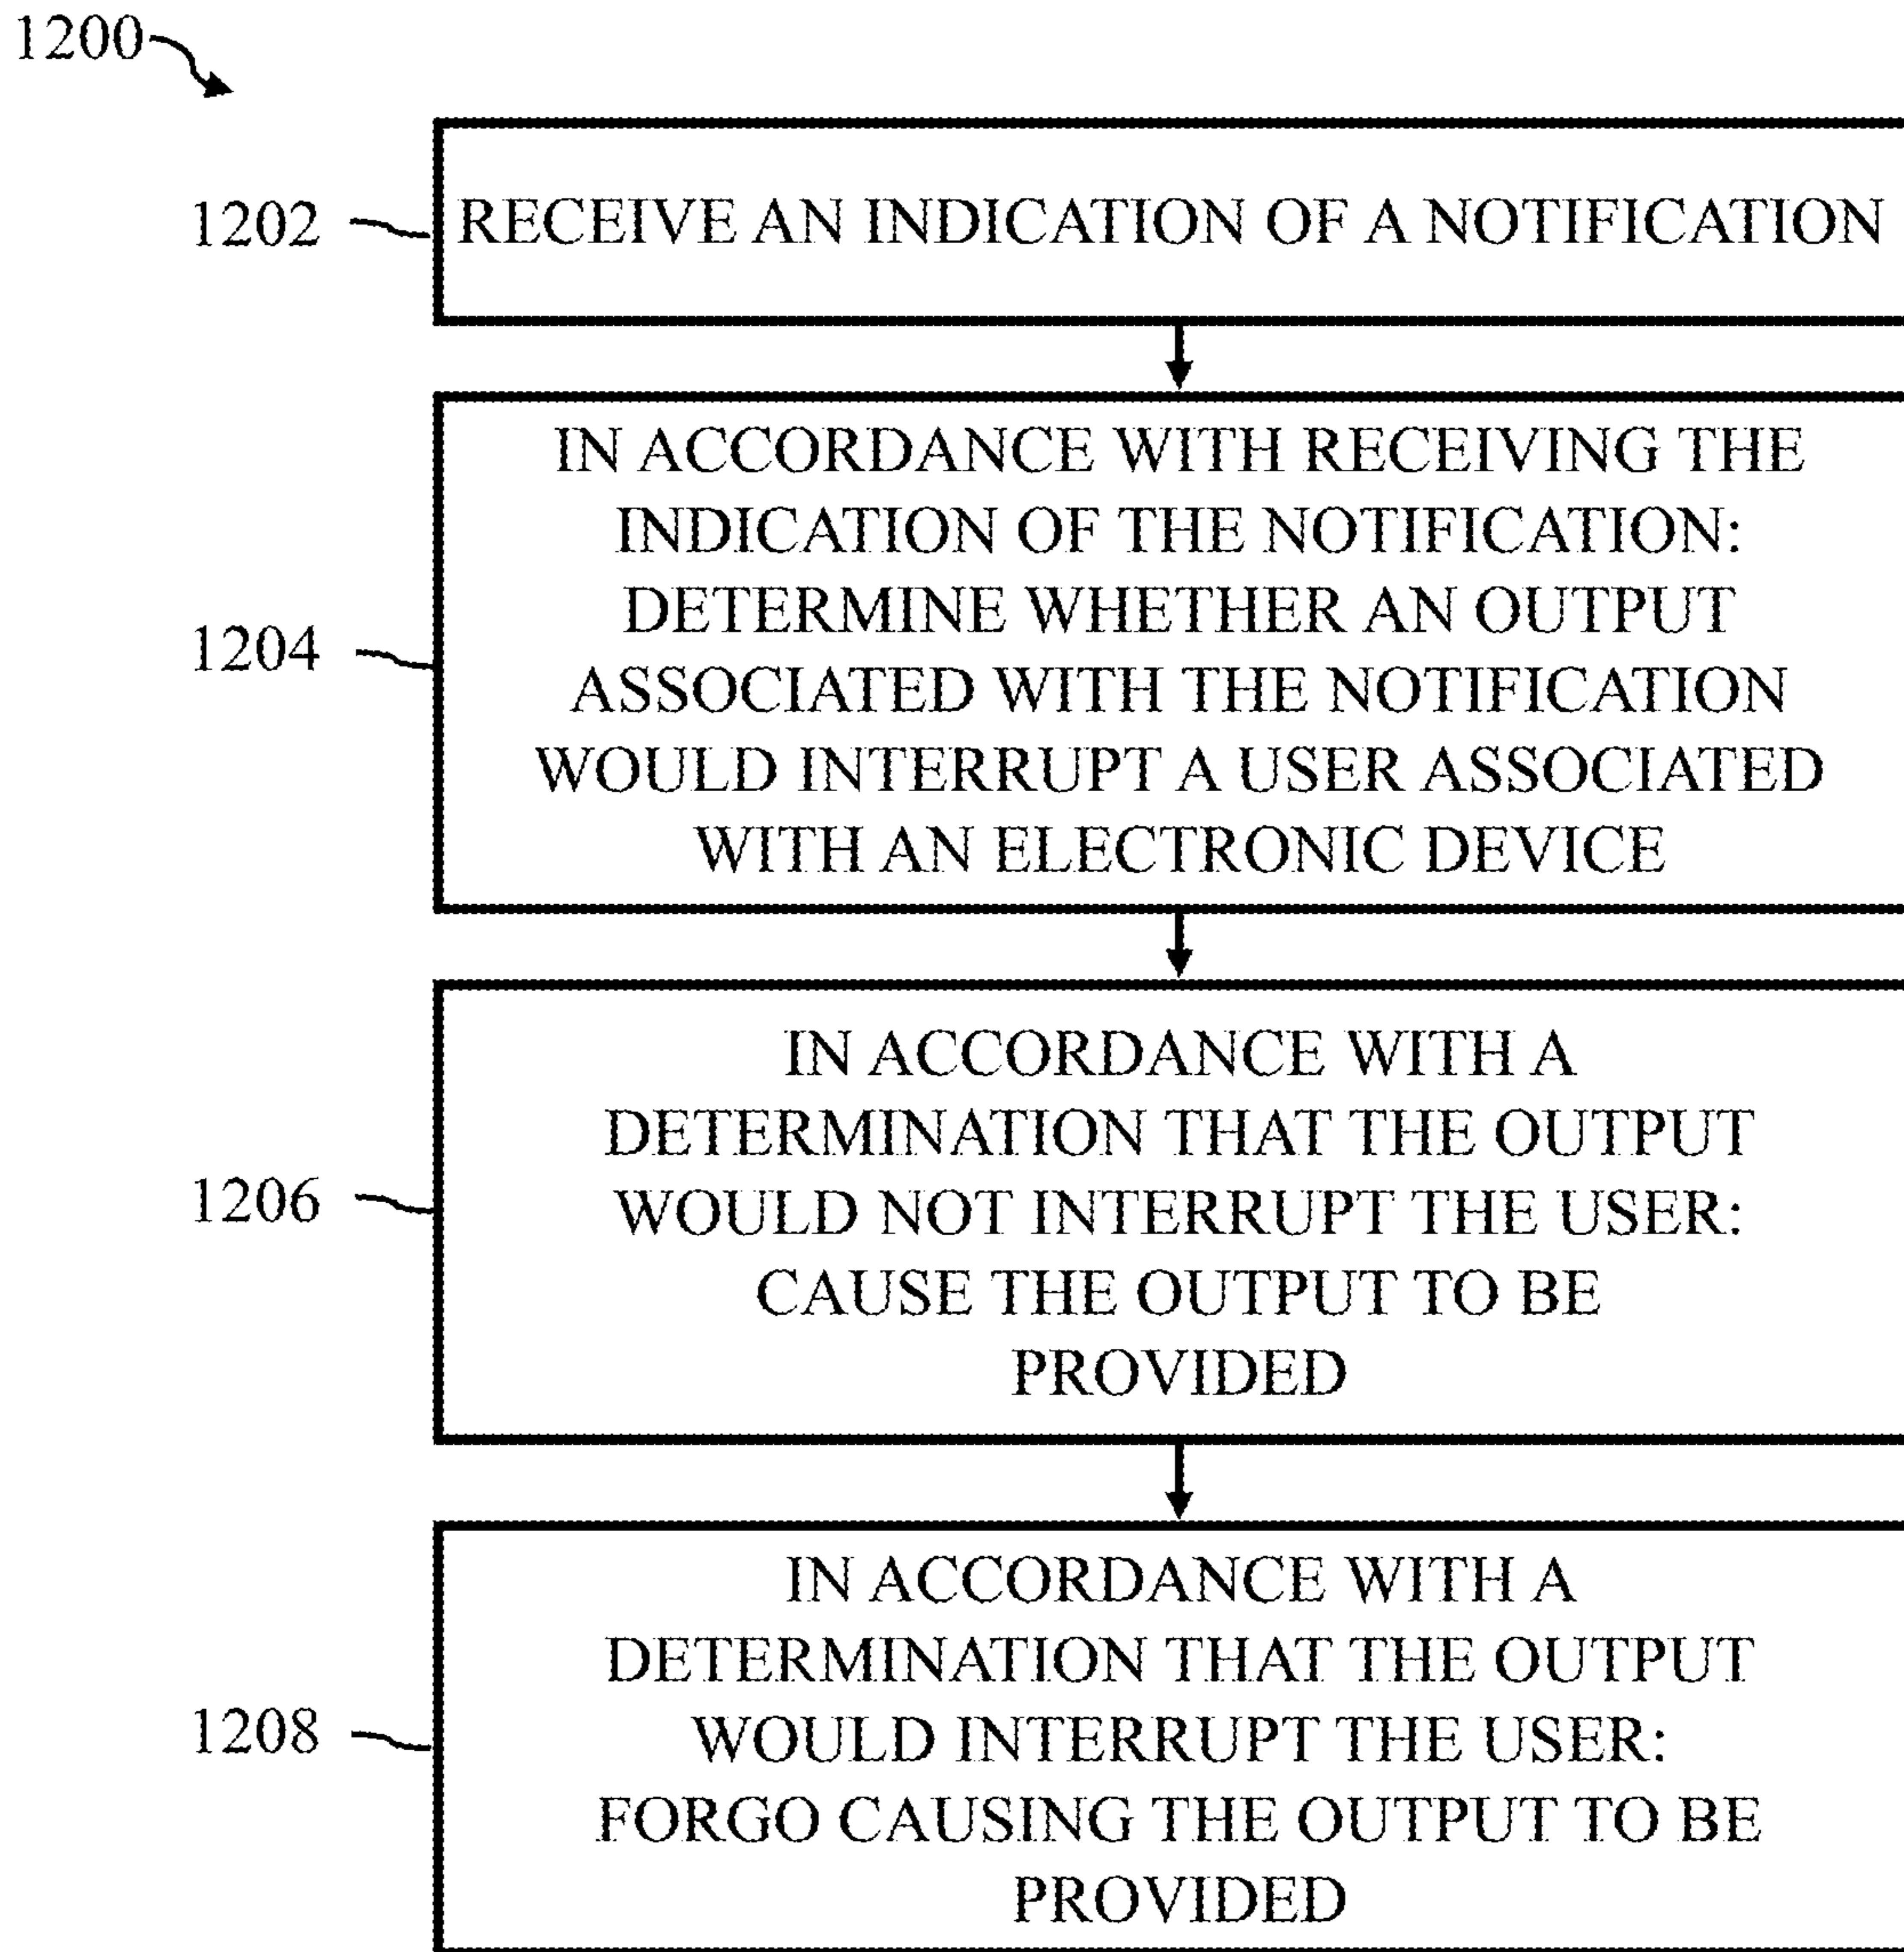 1200
1202
RECEIVE AN INDICATION OF A NOTIFICATION
1204
IN ACCORDANCE WITH RECEIVING THE
INDICATION OF THE NOTIFICATION:
DETERMINE WHETHER AN OUTPUT
ASSOCIATED WITH THE NOTIFICATION
WOULD INTERRUPT A USER ASSOCIATED
WITH AN ELECTRONIC DEVICE
1206
IN ACCORDANCE WITH A
DETERMINATION THAT THE OUTPUT
WOULD NOT INTERRUPT THE USER:
CAUSE THE OUTPUT TO BE
PROVIDED
1208
IN ACCORDANCE WITH A
DETERMINATION THAT THE OUTPUT
WOULD INTERRUPT THE USER:
FORGO CAUSING THE OUTPUT TO BE
PROVIDED